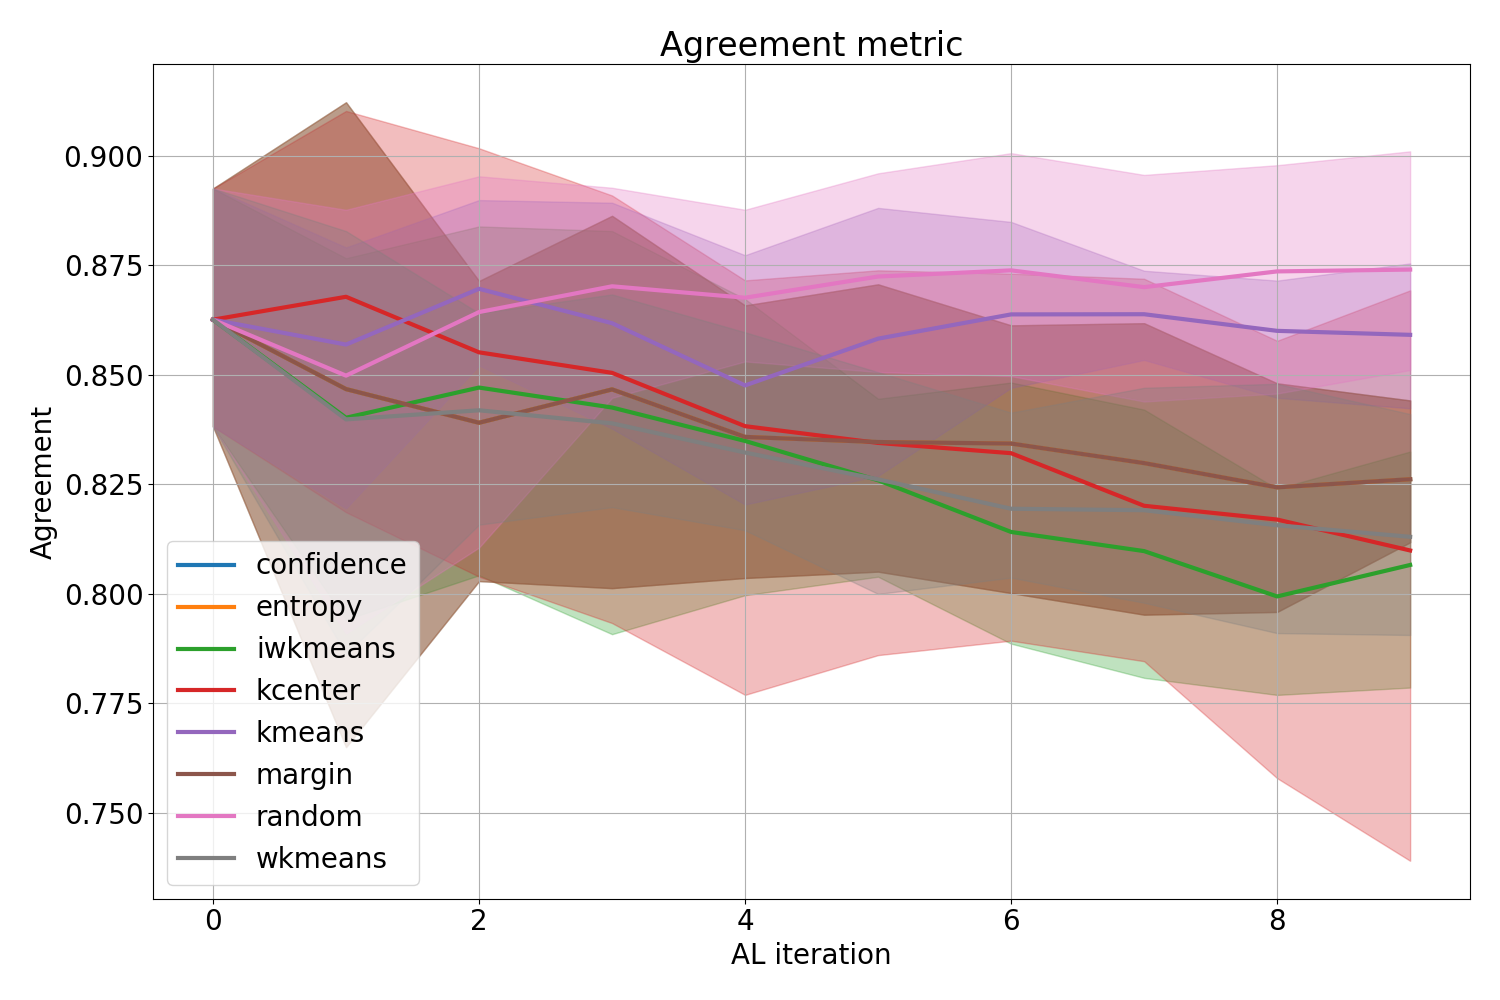 Agreement metric
0.900
0.875
0.850
0.825
0.800
0.775
0.750
Agreement
confidence
entropy
iwkmeans
kcenter
kmeans
margin
random
wkmeans
0 2 4 6 8
AL iteration